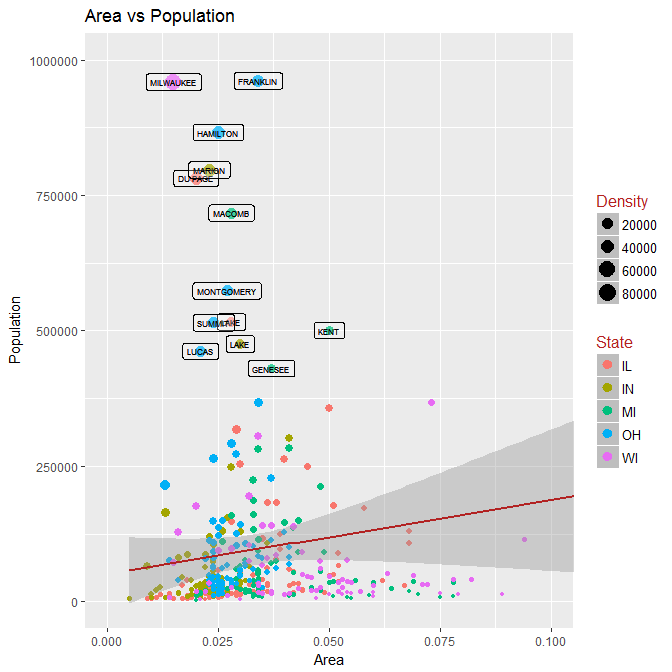 Area vs Population
1000000
750000
500000
250000
0
Population
MILWAUKEE
FRANKLIN
HAMILTON
MARION
DU PAGE
MACOMB
MONTGOMERY
SUMMIT
LAKE
KENT
LAKE
LUCAS
GENESEE
0.000
0.025
0.050
0.075
0.100
Area
Density
20000
40000
60000
80000
State
IL
IN
MI
OH
WI